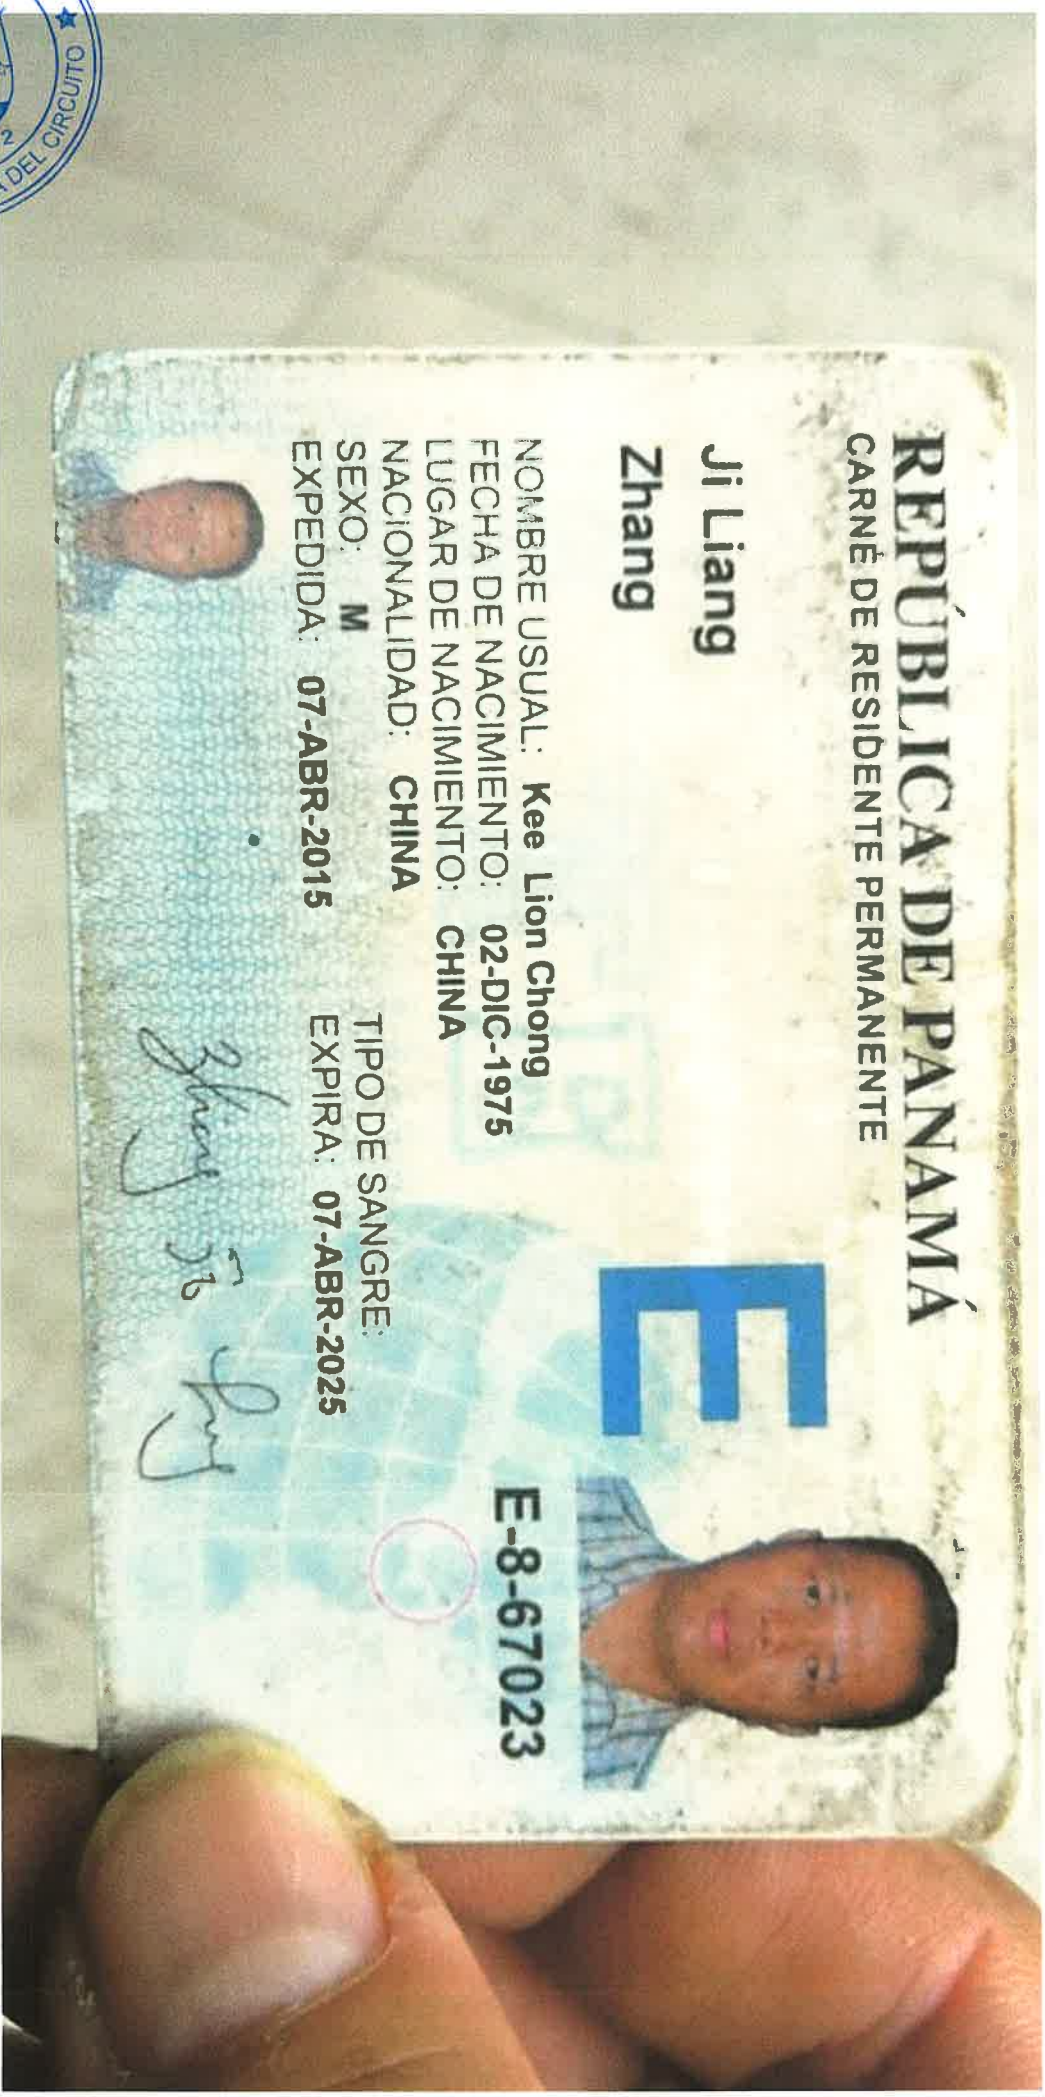 REPÚBLICA DE PANAMÁ
CARNÉ DE RESIDENTE PERMANENTE
Ji Liang
Zhang
E
NOMBRE USUAL: Kee Lion Chong
FECHA DE NACIMIENTO: 02-DIC-1975
LUGAR DE NACIMIENTO: CHINA
NACIONALIDAD: CHINA
SEXO: M
TIPO DE SANGRE:
EXPEDIDA: 07-ABR-2015
EXPIRA: 07-ABR-2025
E-8-67023
DEL CIRCUITO